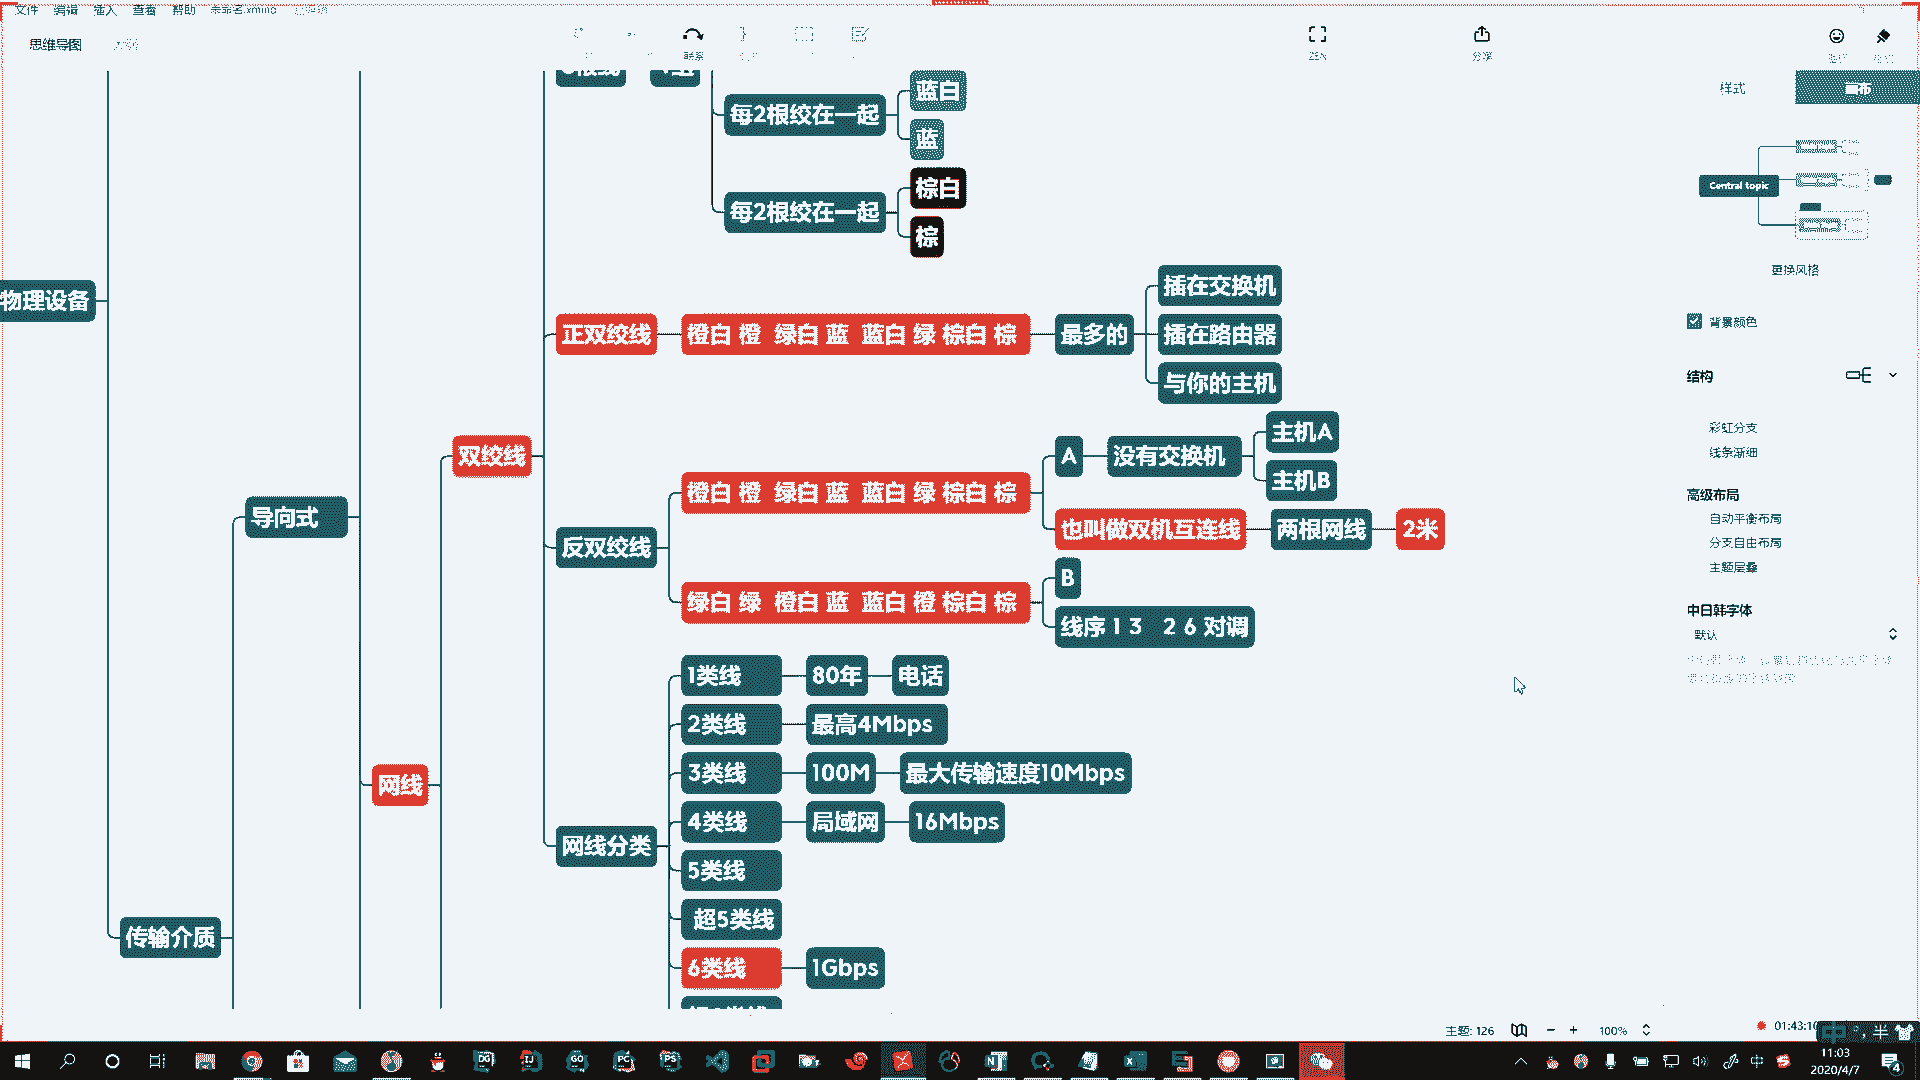 文件 编辑 插入 查看 帮助 未命名.xmind
思维导图
联系
ZEN
分享
样式
画布
每2根绞在一起
蓝白
蓝
每2根绞在一起
棕白
棕
物理设备
正双绞线
橙白 橙 绿白 蓝 蓝白 绿 棕白 棕
最多的
插在交换机
插在路由器
与你的主机
双绞线
反双绞线
橙白 橙 绿白 蓝 蓝白 绿 棕白 棕
A
没有交换机
主机A
主机B
也叫做双机互连线
两根网线
2米
绿白 绿 橙白 蓝 蓝白 橙 棕白 棕
B
线序 1 3 2 6 对调
导向式
网线
传输介质
网线分类
1类线
80年
电话
2类线
最高4Mbps
3类线
100M
最大传输速度10Mbps
4类线
局域网
16Mbps
5类线
超5类线
6类线
1Gbps
Central topic
更换风格
背景颜色
结构
彩虹分支
线条渐细
高级布局
自动平衡布局
分支自由布局
主题层叠
中日韩字体
默认
主题: 126
100%
中 半
DG IJ GO PC PS
中
11:03
2020/4/7
4